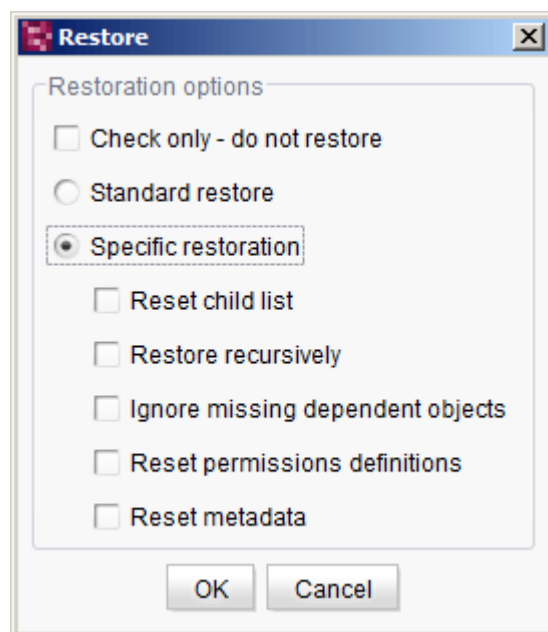 Restore
Restoration options
Check only - do not restore
Standard restore
Specific restoration
Reset child list
Restore recursively
Ignore missing dependent objects
Reset permissions definitions
Reset metadata
OK Cancel